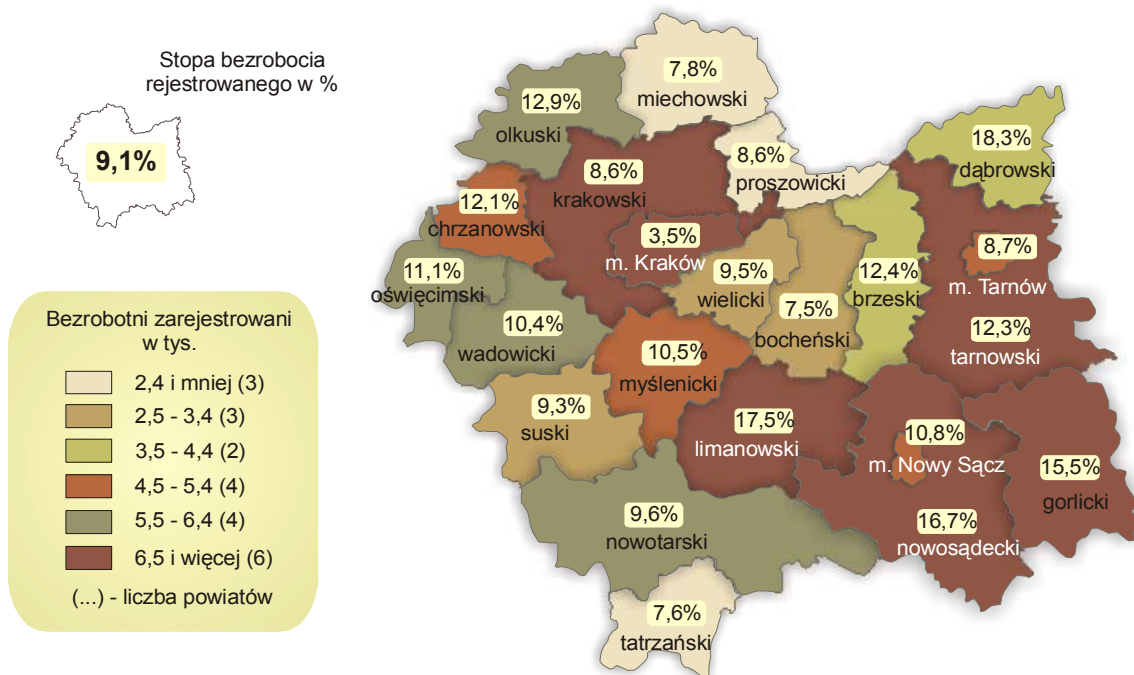 Stopa bezrobocia
rejestrowanego w %
9,1%
Bezrobotni zarejestrowani
w tys.
2,4 i mniej (3)
2,5 - 3,4 (3)
3,5 - 4,4 (2)
4,5 - 5,4 (4)
5,5 - 6,4 (4)
6,5 i więcej (6)
(...) - liczba powiatów
7,8%
miechowski
12,9%
olkuski
18,3%
dąbrowski
8,6%
proszowicki
8,6%
krakowski
12,1%
chrzanowski
3,5%
m. Kraków
8,7%
m. Tarnów
11,1%
oświęcimski
9,5%
wielicki
12,4%
brzeski
7,5%
bocheński
10,4%
wadowicki
12,3%
tarnowski
10,5%
myślenicki
9,3%
suski
17,5%
limanowski
10,8%
m. Nowy Sącz
15,5%
gorlicki
9,6%
nowotarski
16,7%
nowosądecki
7,6%
tatrzański